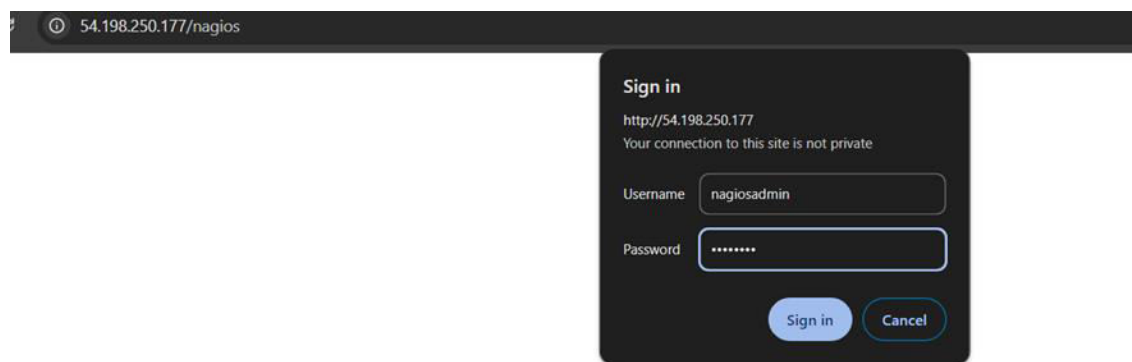 54.198.250.177/nagios
Sign in
http://54.198.250.177
Your connection to this site is not private
Username nagiosadmin
Password ••••••••
Sign in Cancel